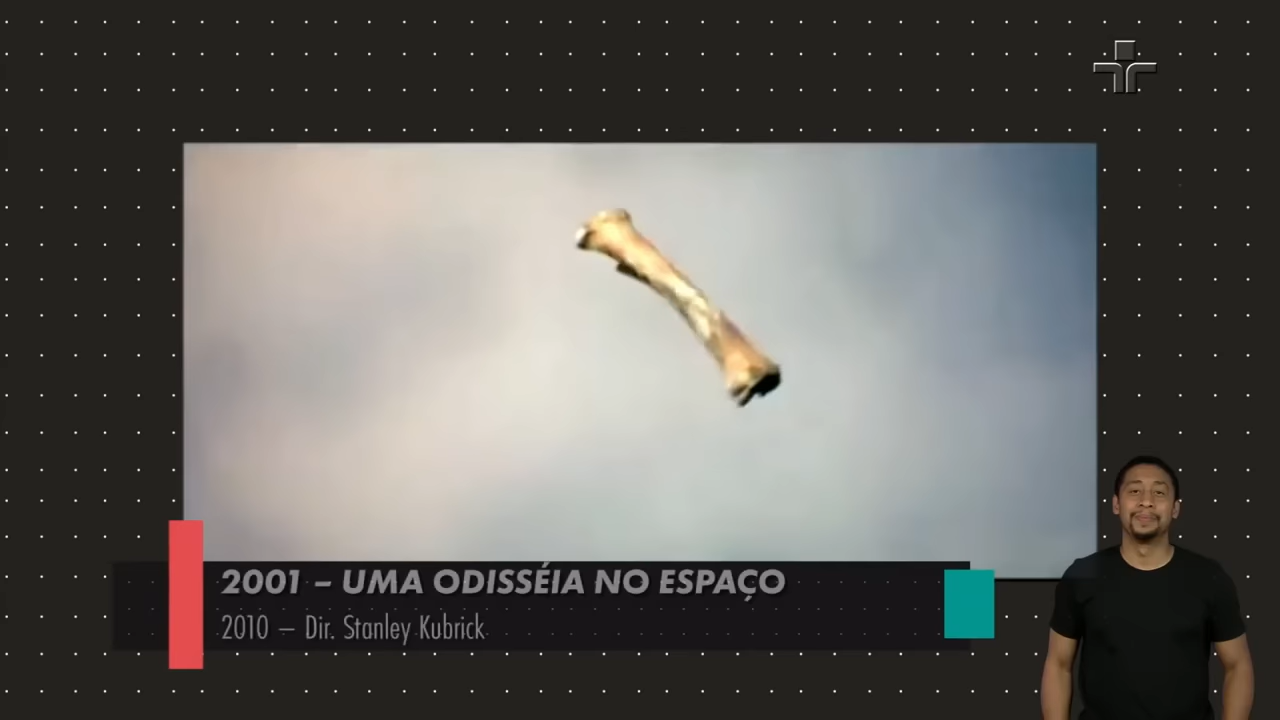 2001 – UMA ODISSÉIA NO ESPAÇO
2010 – Dir. Stanley Kubrick